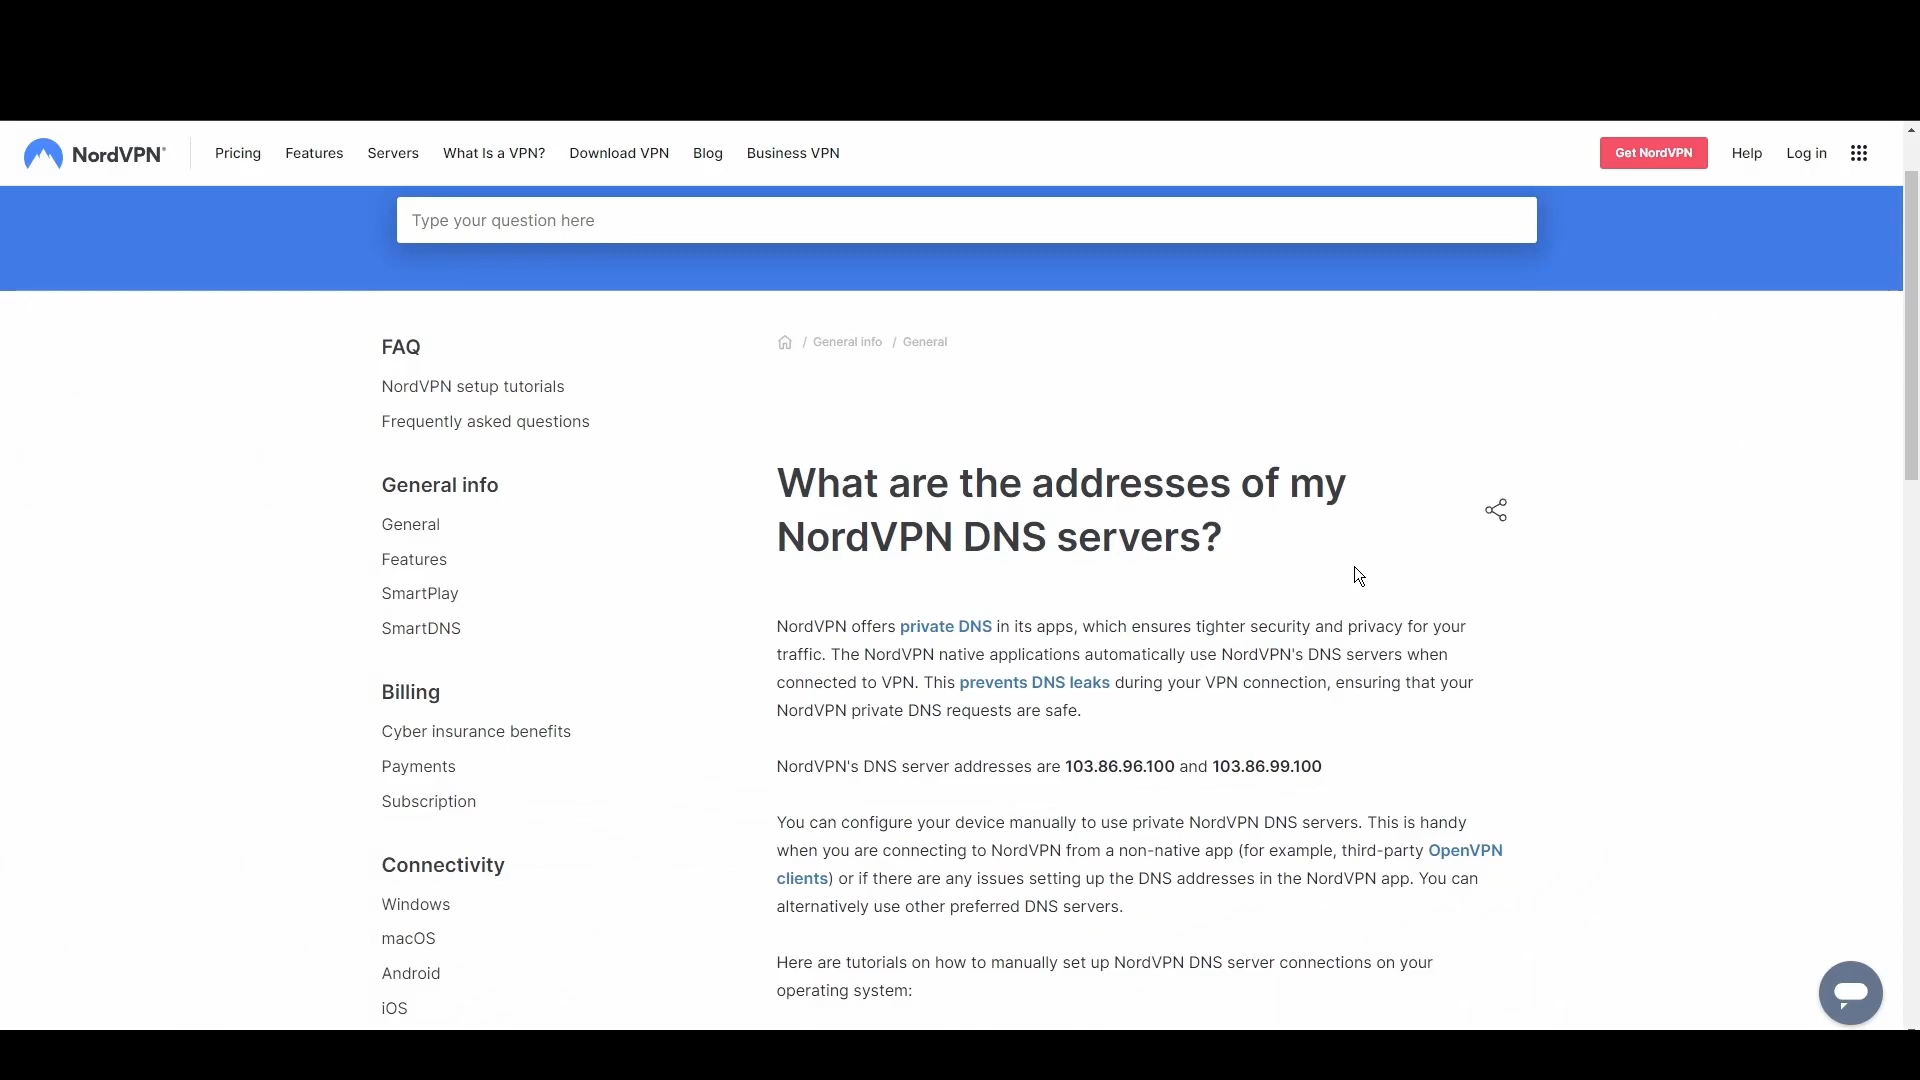 NordVPN®
Pricing
Features
Servers
What Is a VPN?
Download VPN
Blog
Business VPN
Get NordVPN
Help
Log in
Type your question here
FAQ
NordVPN setup tutorials
Frequently asked questions
General info
General
Features
SmartPlay
SmartDNS
Billing
Cyber insurance benefits
Payments
Subscription
Connectivity
Windows
macOS
Android
iOS
/ General info / General
What are the addresses of my
NordVPN DNS servers?
NordVPN offers private DNS in its apps, which ensures tighter security and privacy for your
traffic. The NordVPN native applications automatically use NordVPN's DNS servers when
connected to VPN. This prevents DNS leaks during your VPN connection, ensuring that your
NordVPN private DNS requests are safe.
NordVPN's DNS server addresses are 103.86.96.100 and 103.86.99.100
You can configure your device manually to use private NordVPN DNS servers. This is handy
when you are connecting to NordVPN from a non-native app (for example, third-party OpenVPN
clients) or if there are any issues setting up the DNS addresses in the NordVPN app. You can
alternatively use other preferred DNS servers.
Here are tutorials on how to manually set up NordVPN DNS server connections on your
operating system: